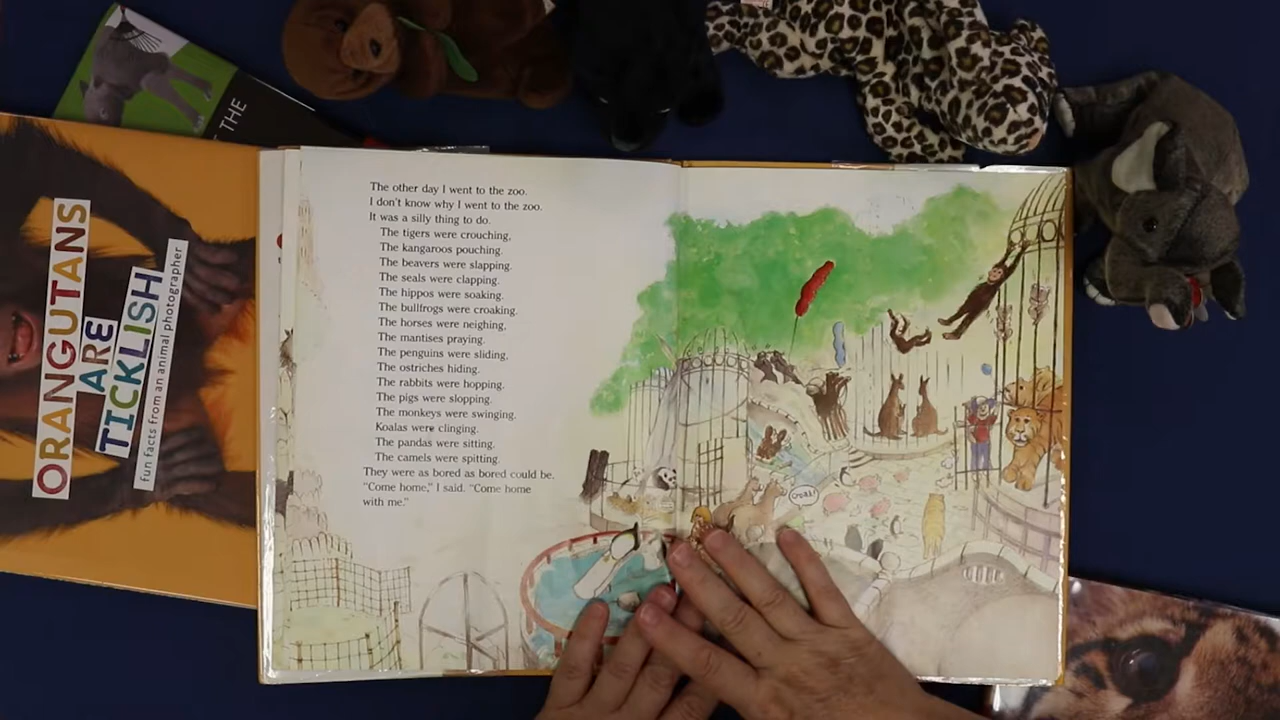 THE
ORANGUTANS
ARE
TICKLISH
fun facts from an animal photographer
The other day I went to the zoo.
I don't know why I went to the zoo.
It was a silly thing to do.
The tigers were crouching,
The kangaroos pouching.
The beavers were slapping.
The seals were clapping.
The hippos were soaking.
The bullfrogs were croaking.
The horses were neighing,
The mantises praying.
The penguins were sliding,
The ostriches hiding.
The rabbits were hopping.
The pigs were slopping.
The monkeys were swinging.
Koalas were clinging.
The pandas were sitting.
The camels were spitting.
They were as bored as bored could be.
"Come home," I said. "Come home
with me."